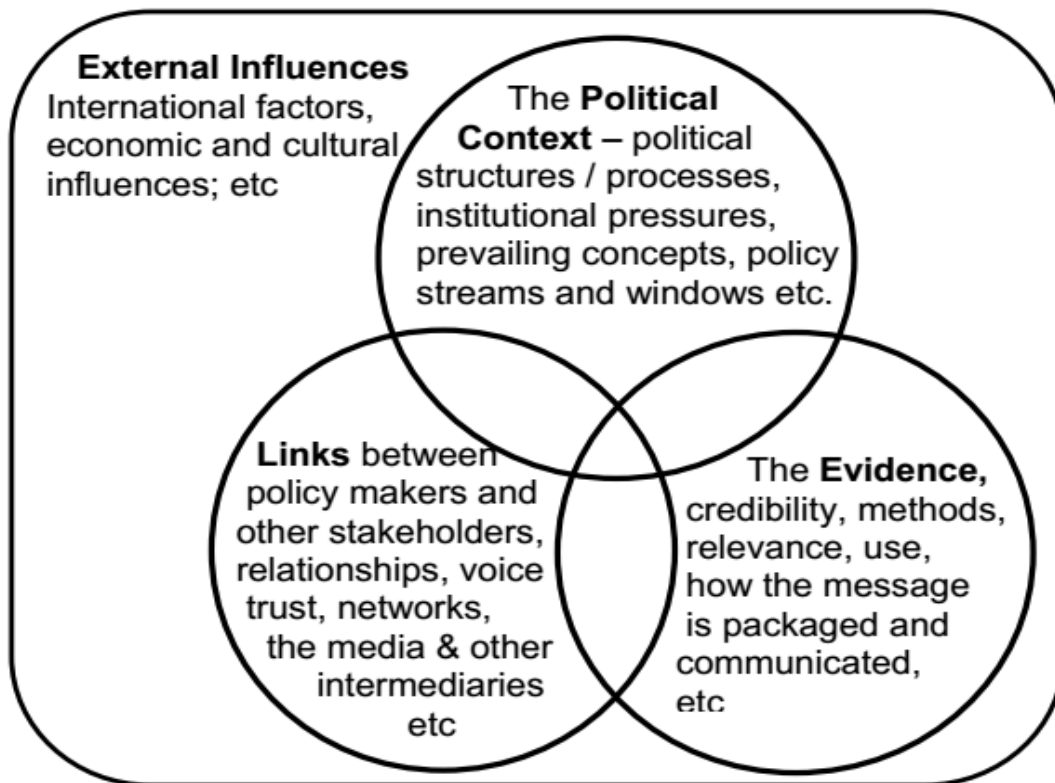 External Influences
International factors,
economic and cultural
influences; etc
The Political
Context – political
structures / processes,
institutional pressures,
prevailing concepts, policy
streams and windows etc.
Links between
policy makers and
other stakeholders,
relationships, voice
trust, networks,
the media & other
intermediaries
etc
The Evidence,
credibility, methods,
relevance, use,
how the message
is packaged and
communicated,
etc